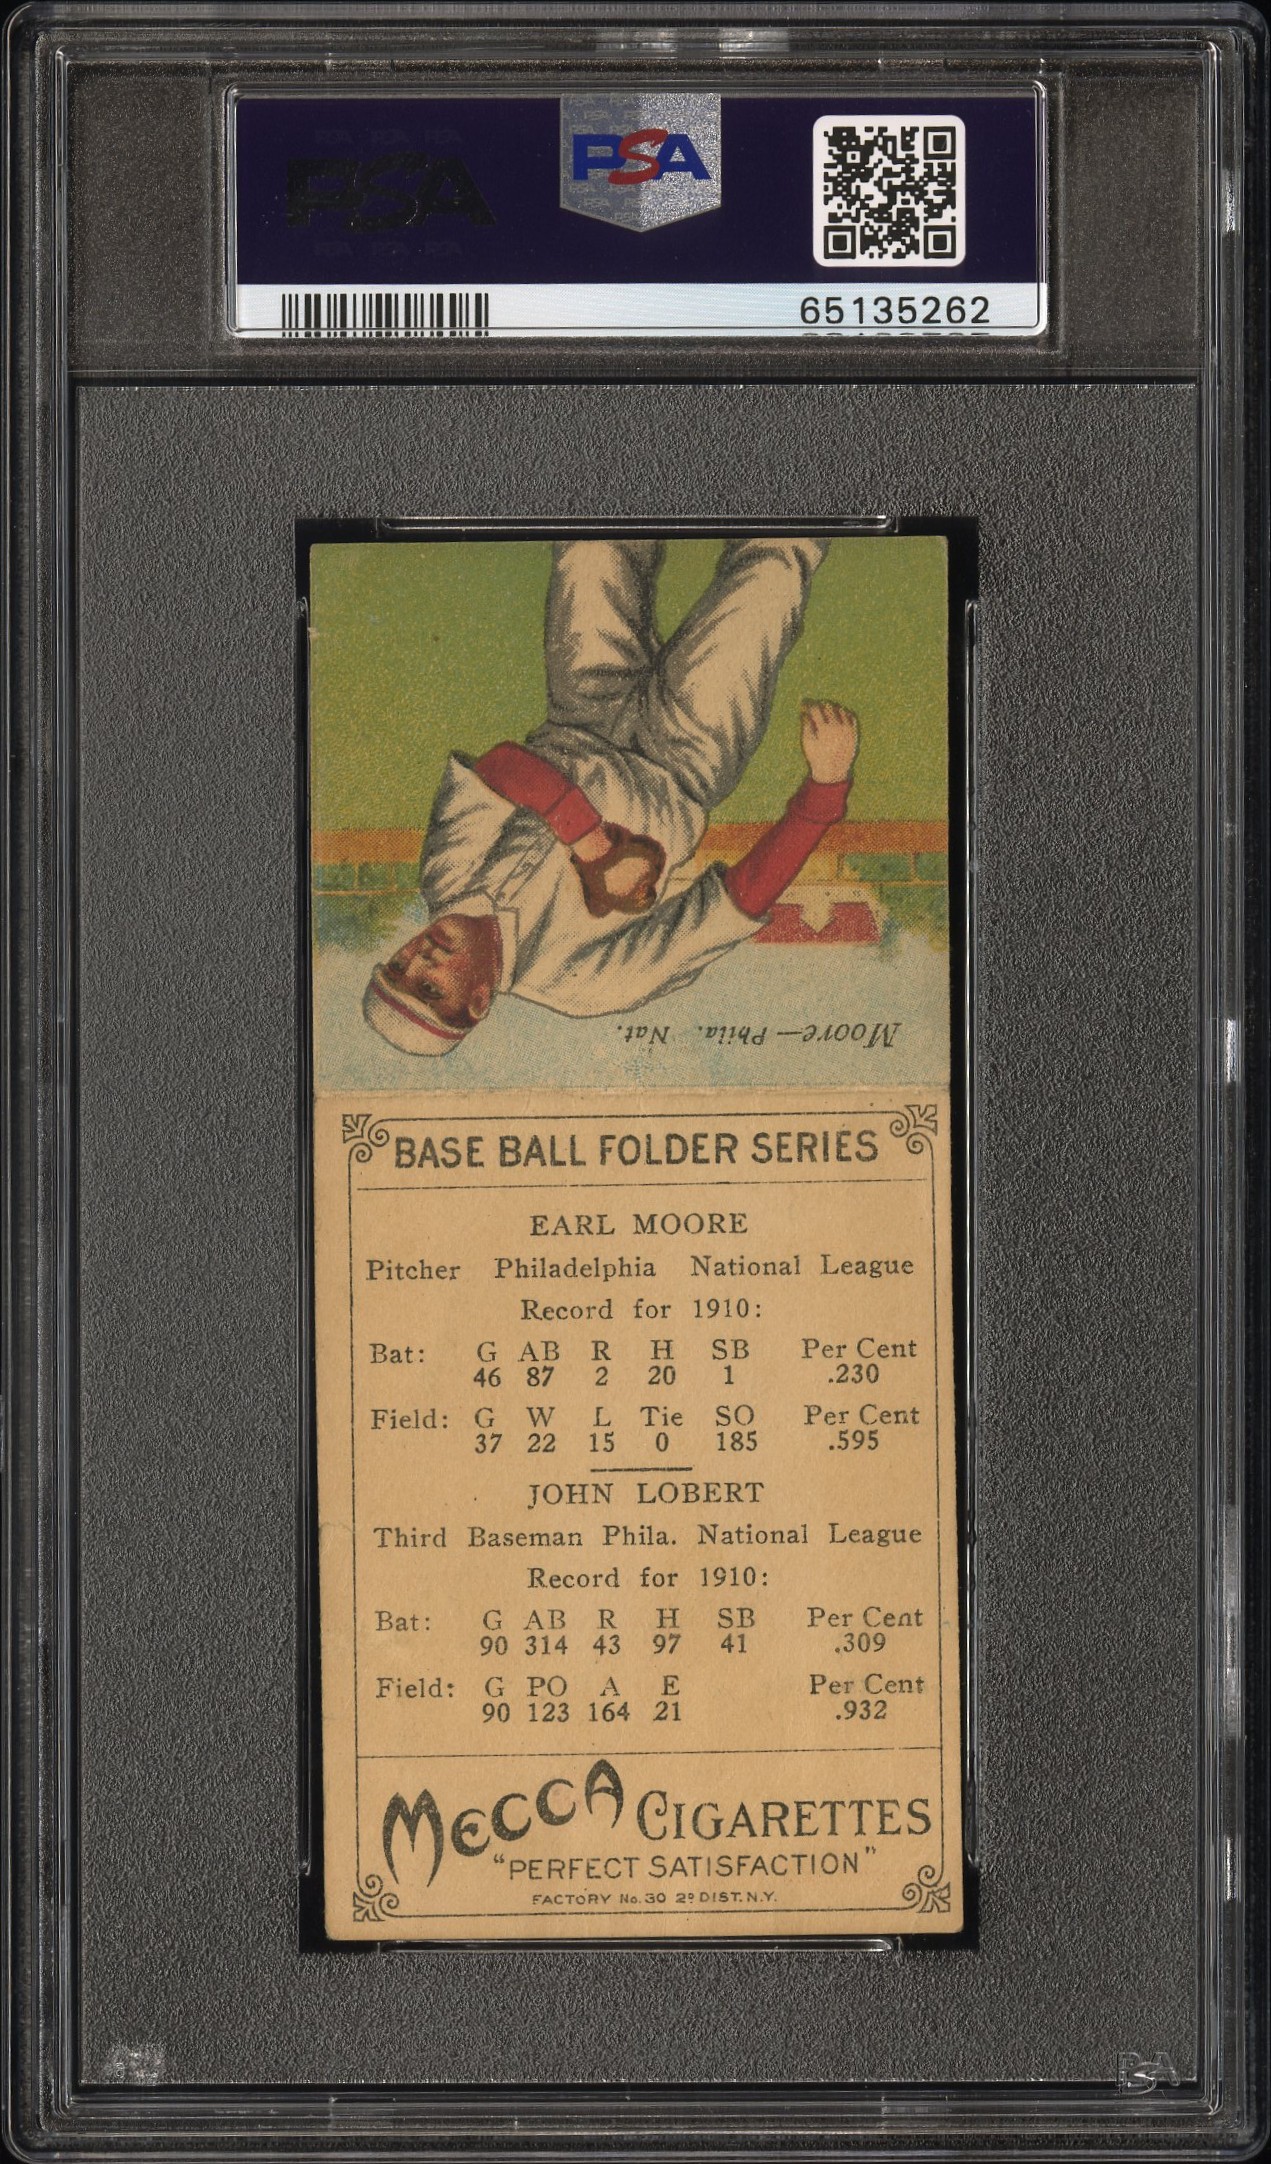 PSA
PSA
65135262
Moore—Phila. Nat.
BASE BALL FOLDER SERIES
EARL MOORE
Pitcher Philadelphia National League
Record for 1910:
Bat: G AB R H SB Per Cent
46 87 2 20 1 .230
Field: G W L Tie SO Per Cent
37 22 15 0 185 .595
JOHN LOBERT
Third Baseman Phila. National League
Record for 1910:
Bat: G AB R H SB Per Cent
90 314 43 97 41 .309
Field: G PO A E Per Cent
90 123 164 21 .932
MECCA CIGARETTES
"PERFECT SATISFACTION"
FACTORY No. 30 2D DIST. N.Y.
PSA